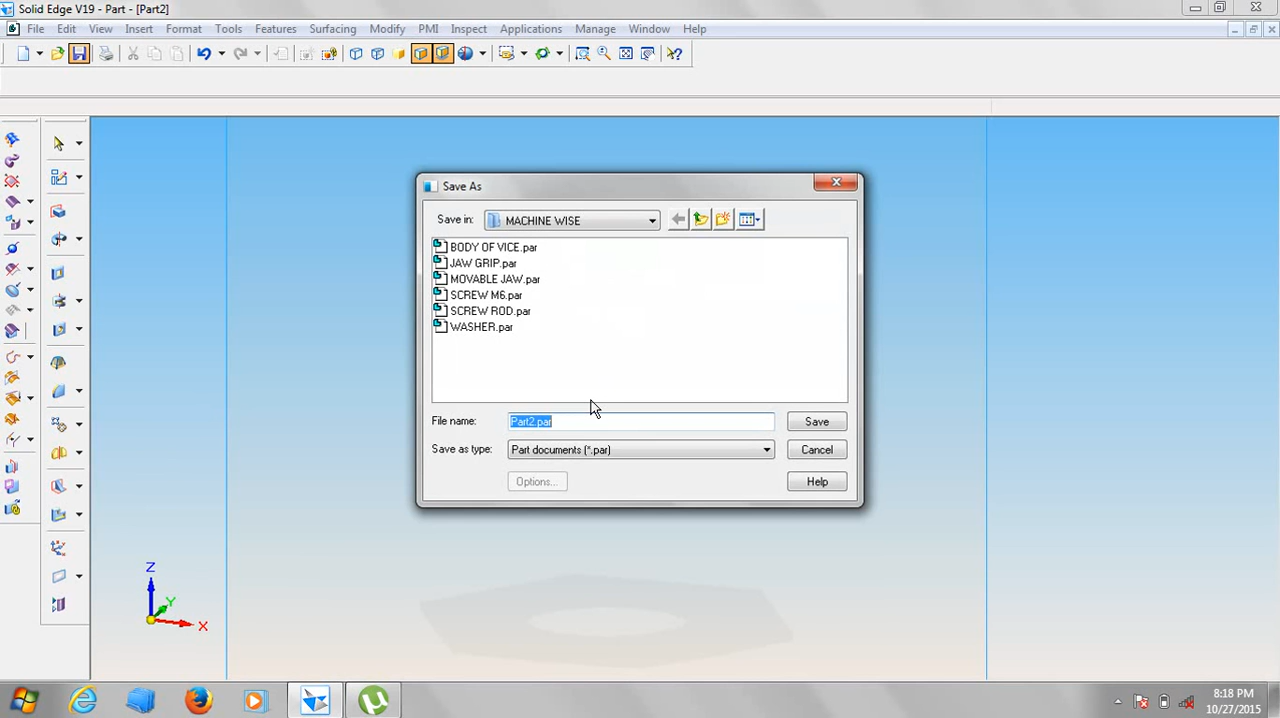 Solid Edge V19 - Part - [Part2]
File Edit View Insert Format Tools Features Surfacing Modify PMI Inspect Applications Manage Window Help
Save As
Save in: MACHINE WISE
BODY OF VICE.par
JAW GRIP.par
MOVABLE JAW.par
SCREW M6.par
SCREW ROD.par
WASHER.par
File name: Part2.par Save
Save as type: Part documents (*.par) Cancel
Options... Help
Z
Y
X
8:18 PM
10/27/2015